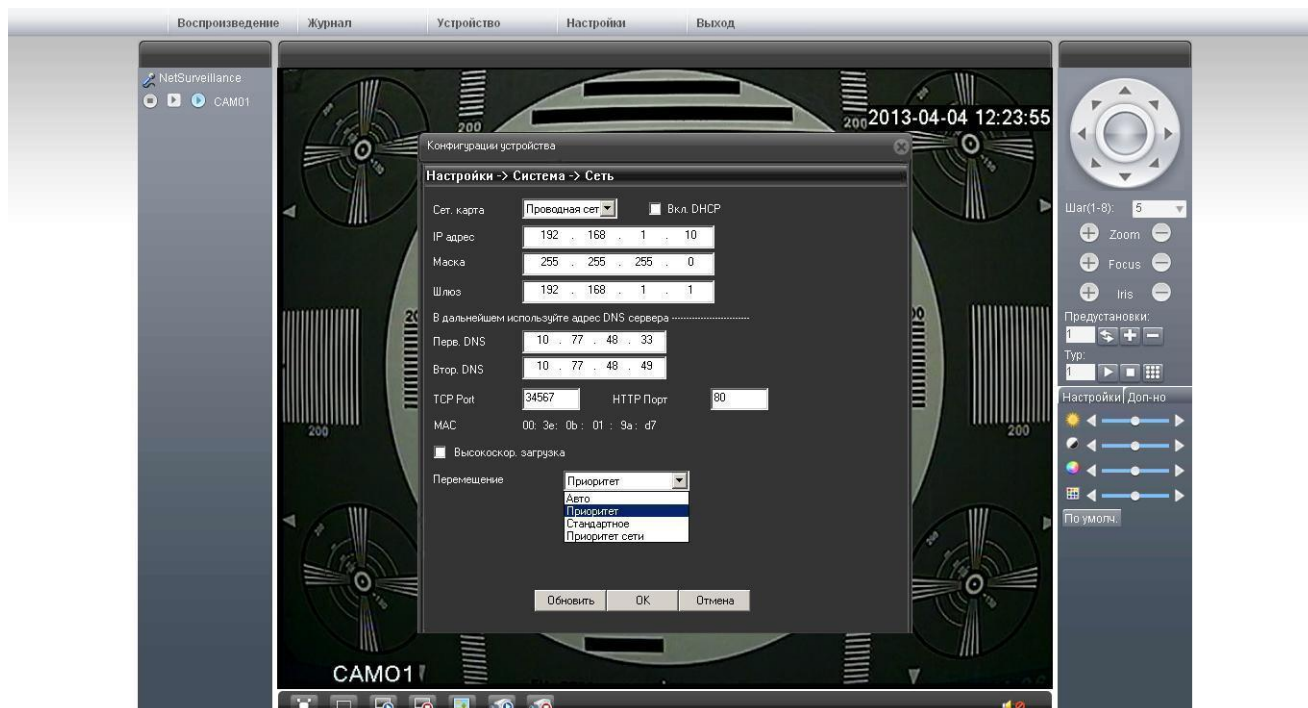 Воспроизведение Журнал Устройство Настройки Выход
NetSurveillance
CAM01
200
200
2013-04-04 12:23:55
Конфигурации устройства
Настройки -> Система -> Сеть
Сет. карта Проводная сет Вкл. DHCP
IP адрес 192 . 168 . 1 . 10
Маска 255 . 255 . 255 . 0
Шлюз 192 . 168 . 1 . 1
В дальнейшем используйте адрес DNS сервера
Перв. DNS 10 . 77 . 48 . 33
Втор. DNS 10 . 77 . 48 . 49
TCP Port 34567 HTTP Порт 80
MAC 00: 3e: 0b: 01 : 9a: d7
Высокоскор. загрузка
Перемещение Приоритет
Авто
Приоритет
Стандартное
Приоритет сети
Обновить OK Отмена
200
200
CAM01
Шаг(1-8): 5
Zoom
Focus
Iris
Предустановки:
1
Тур:
1
Настройки Доп-но
По умолч.